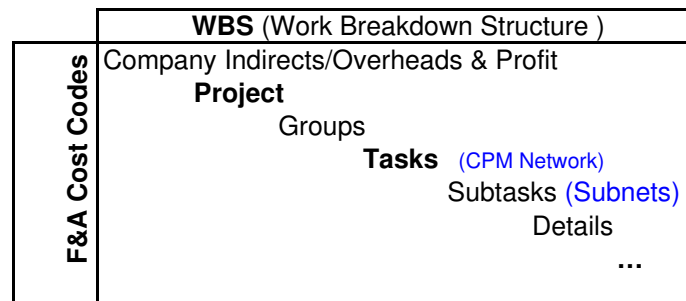 WBS (Work Breakdown Structure )
F&A Cost Codes
Company Indirects/Overheads & Profit
Project
Groups
Tasks (CPM Network)
Subtasks (Subnets)
Details
...